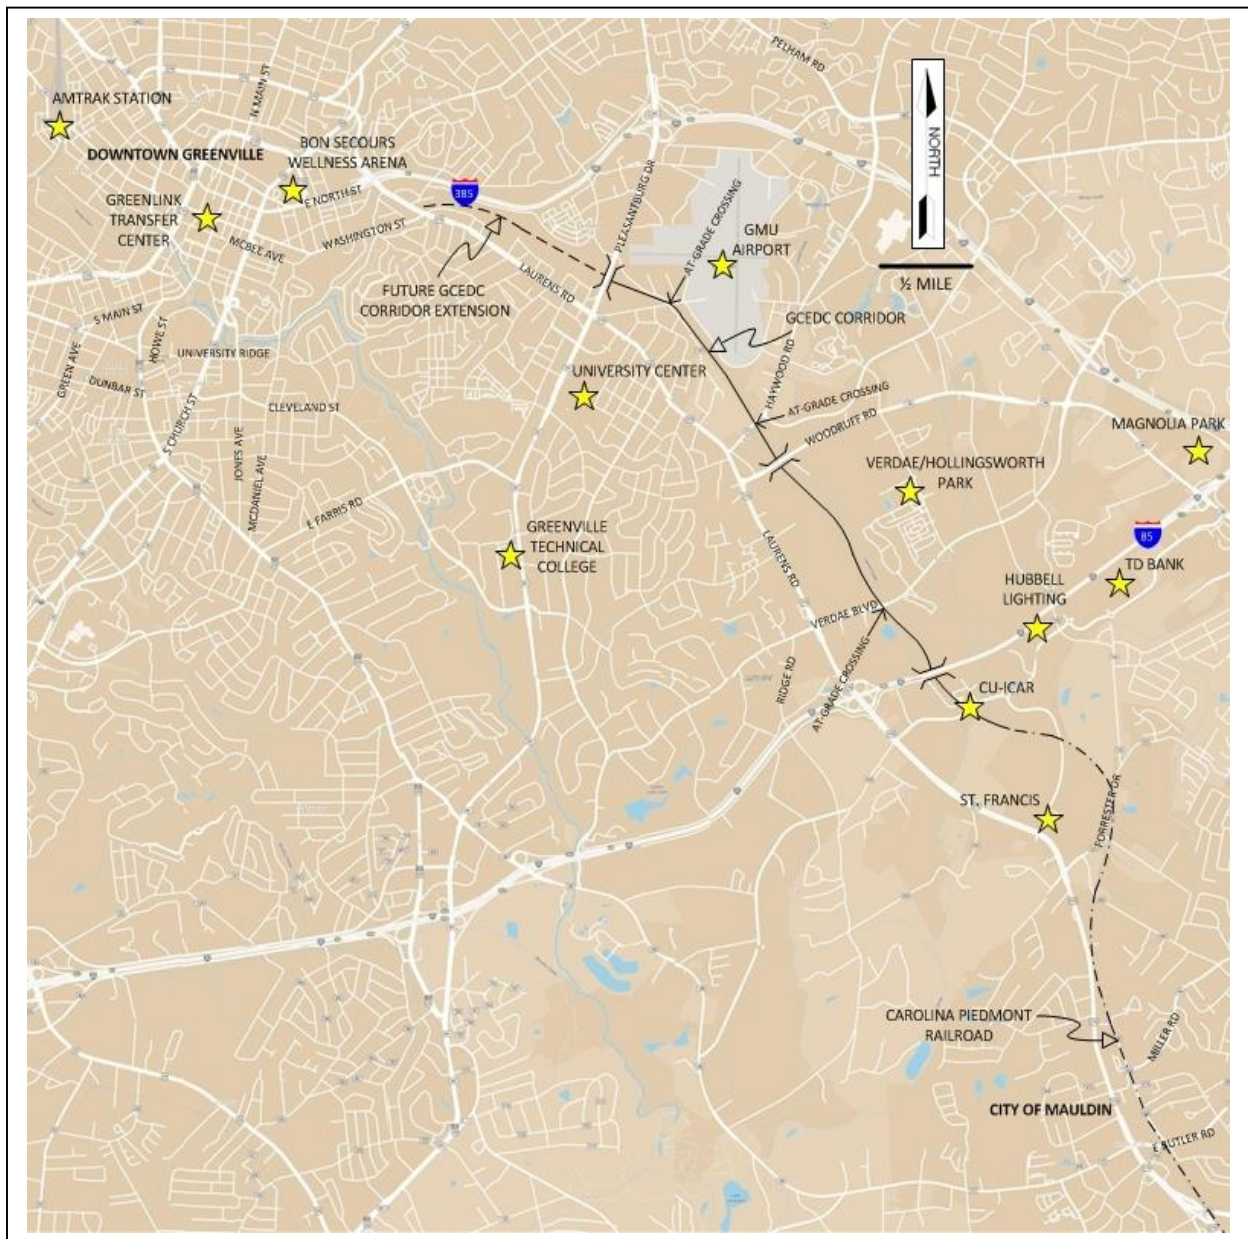 PELHAM RD
AMTRAK STATION
N MAIN ST
BON SECOURS
WELLNESS ARENA
DOWNTOWN GREENVILLE
NORTH
385
E NORTH ST
GREENLINK
TRANSFER
CENTER
WASHINGTON ST
MCBEE AVE
PLEASANTBURG DR
AT-GRADE CROSSING
GMU
AIRPORT
½ MILE
LAURENS RD
FUTURE GCEDC
CORRIDOR EXTENSION
GCEDC CORRIDOR
S MAIN ST
HOWE ST
GREEN AVE
UNIVERSITY RIDGE
DUNBAR ST
CLEVELAND ST
S CHURCH ST
JONES AVE
MCDANIEL AVE
E FARRIS RD
UNIVERSITY CENTER
HAYWOOD RD
AT-GRADE CROSSING
WOODRUFF RD
MAGNOLIA PARK
VERDAE/HOLLINGSWORTH
PARK
GREENVILLE
TECHNICAL
COLLEGE
LAURENS RD
85
TD BANK
HUBBELL
LIGHTING
VERDAE BLVD
RIDGE RD
AT-GRADE CROSSING
CU-ICAR
ST. FRANCIS
FORRESTER DR
CAROLINA PIEDMONT
RAILROAD
MILLER RD
CITY OF MAULDIN
E BUTLER RD